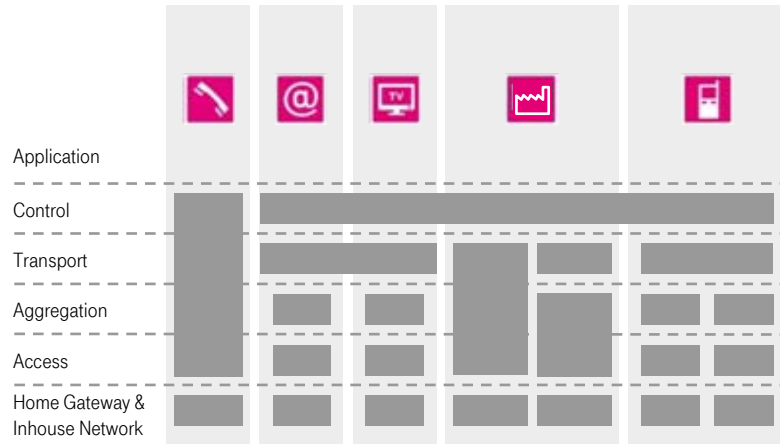 @
TV
Application
Control
Transport
Aggregation
Access
Home Gateway &
Inhouse Network